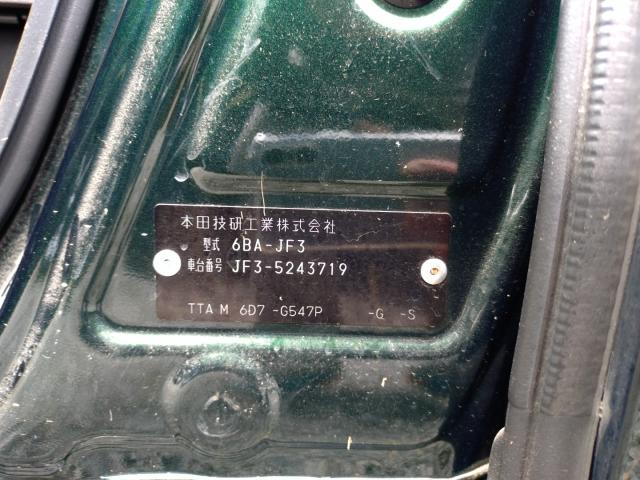 本田技研工業株式会社
型式 6BA-JF3
車台番号 JF3-5243719
TTA M 6D7 -G547P -G -S